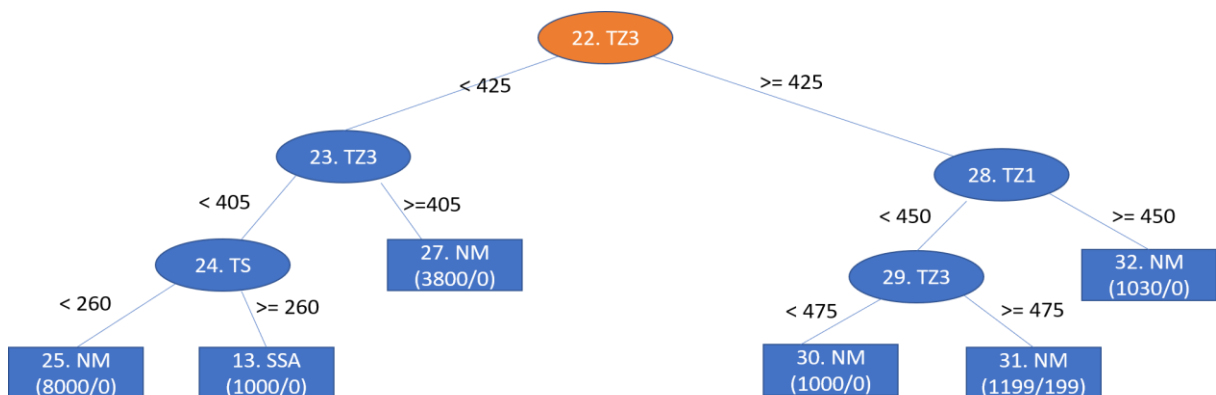 22. TZ3
< 425
>= 425
23. TZ3
28. TZ1
< 405
>=405
< 450
>= 450
24. TS
27. NM
(3800/0)
29. TZ3
32. NM
(1030/0)
< 260
>= 260
< 475
>= 475
25. NM
(8000/0)
13. SSA
(1000/0)
30. NM
(1000/0)
31. NM
(1199/199)